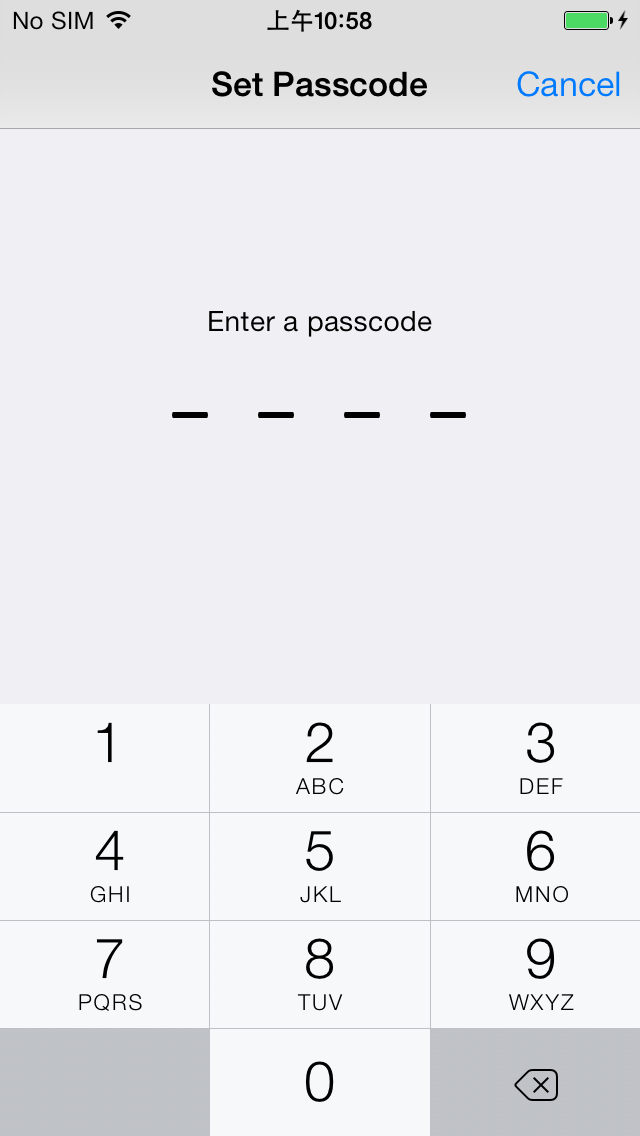 No SIM 上午10:58
Set Passcode Cancel
Enter a passcode
1 2 3
ABC DEF
4 5 6
GHI JKL MNO
7 8 9
PQRS TUV WXYZ
0